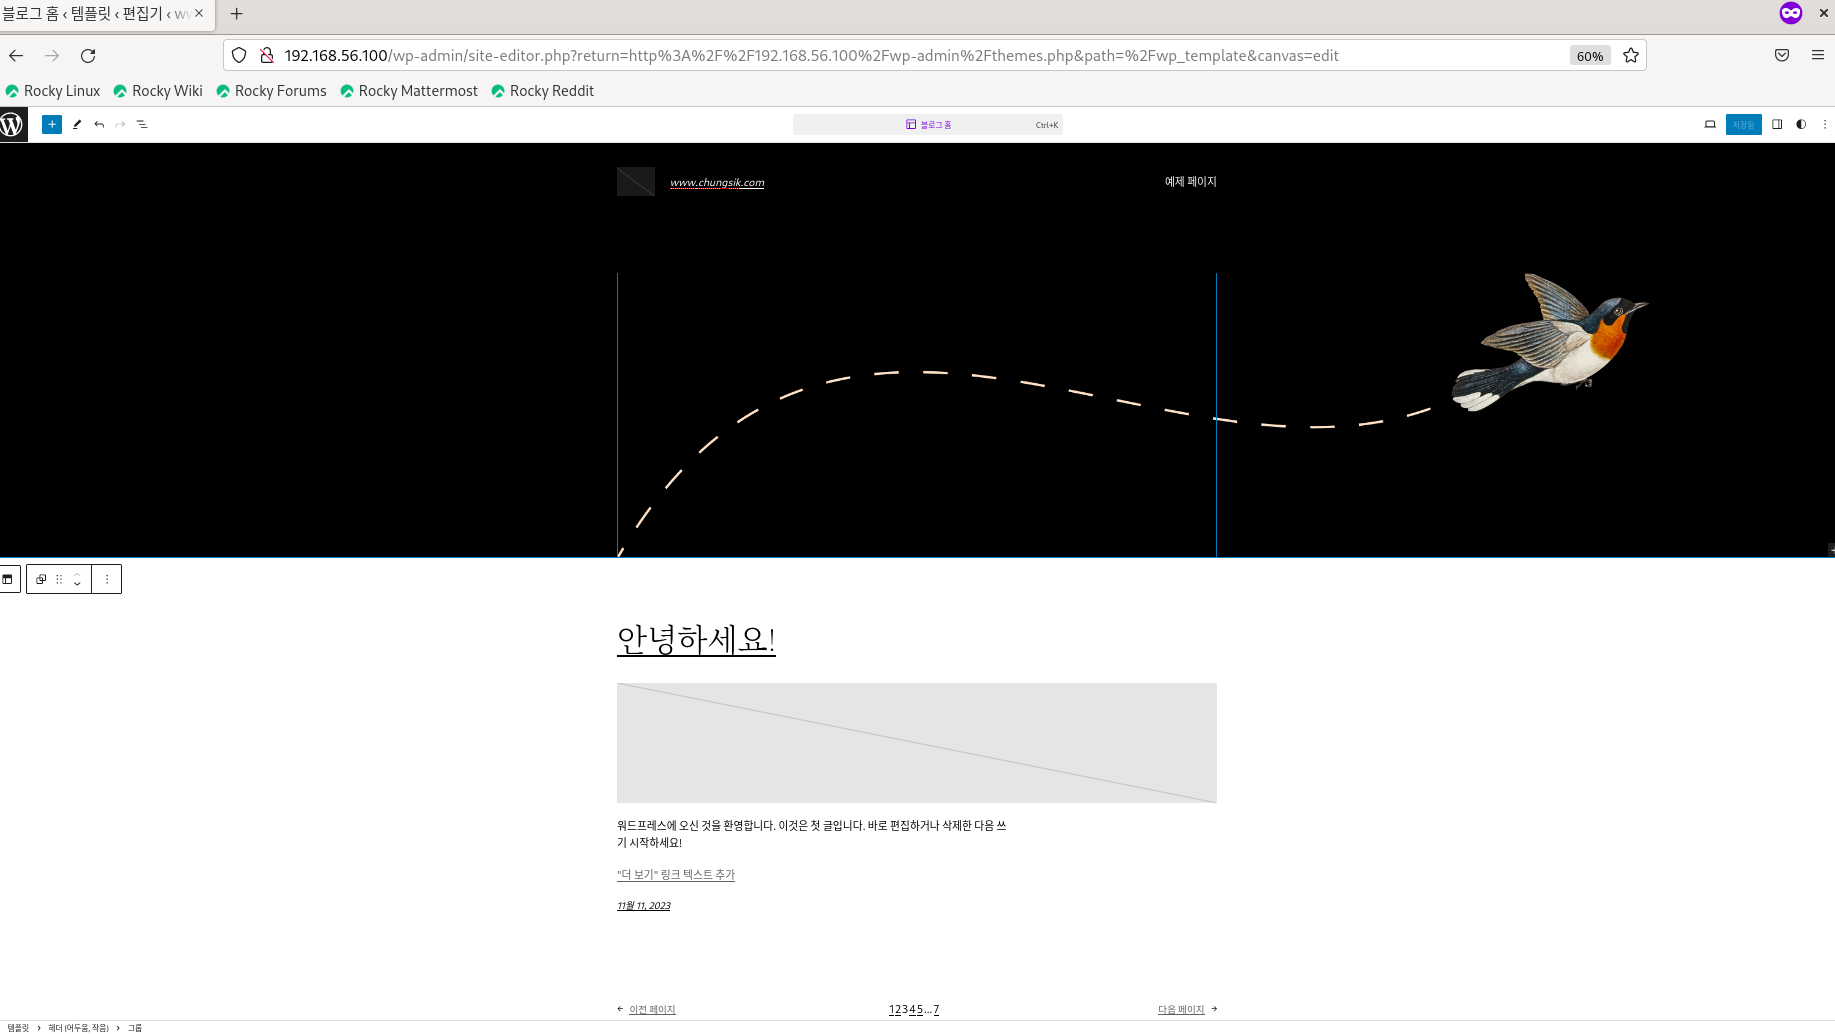 블로그 홈 ‹ 템플릿 ‹ 편집기 ‹ ww
192.168.56.100/wp-admin/site-editor.php?return=http%3A%2F%2F192.168.56.100%2Fwp-admin%2Fthemes.php&path=%2Fwp_template&canvas=edit 60%
Rocky Linux Rocky Wiki Rocky Forums Rocky Mattermost Rocky Reddit
블로그 홈 Ctrl+K 저장됨
www.chungsik.com 예제 페이지
안녕하세요!
워드프레스에 오신 것을 환영합니다. 이것은 첫 글입니다. 바로 편집하거나 삭제한 다음 쓰
기 시작하세요!
"더 보기" 링크 텍스트 추가
11월 11, 2023
← 이전 페이지 1 2 3 4 5 … 7 다음 페이지 →
템플릿 › 헤더 (어두움, 작음) › 그룹